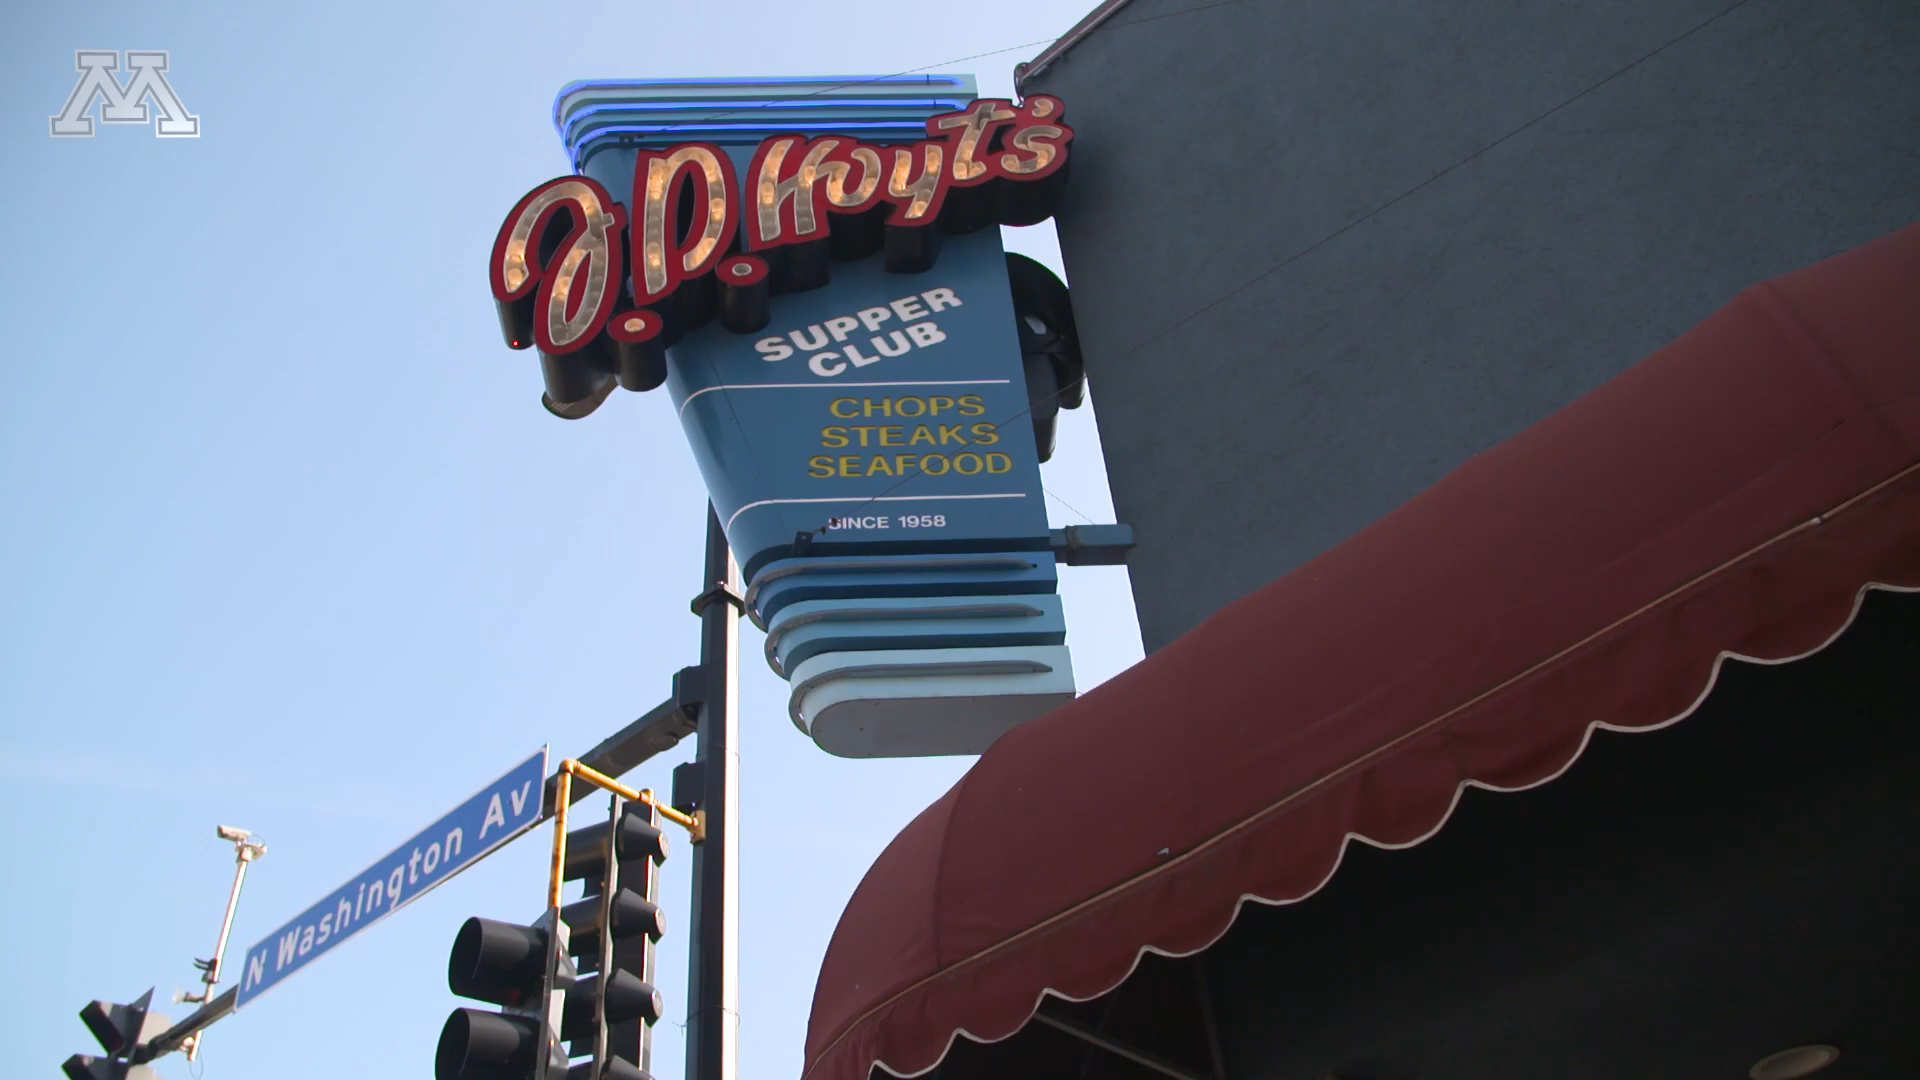 M
J.D. Hoyt's
SUPPER
CLUB
CHOPS
STEAKS
SEAFOOD
SINCE 1958
N Washington Av